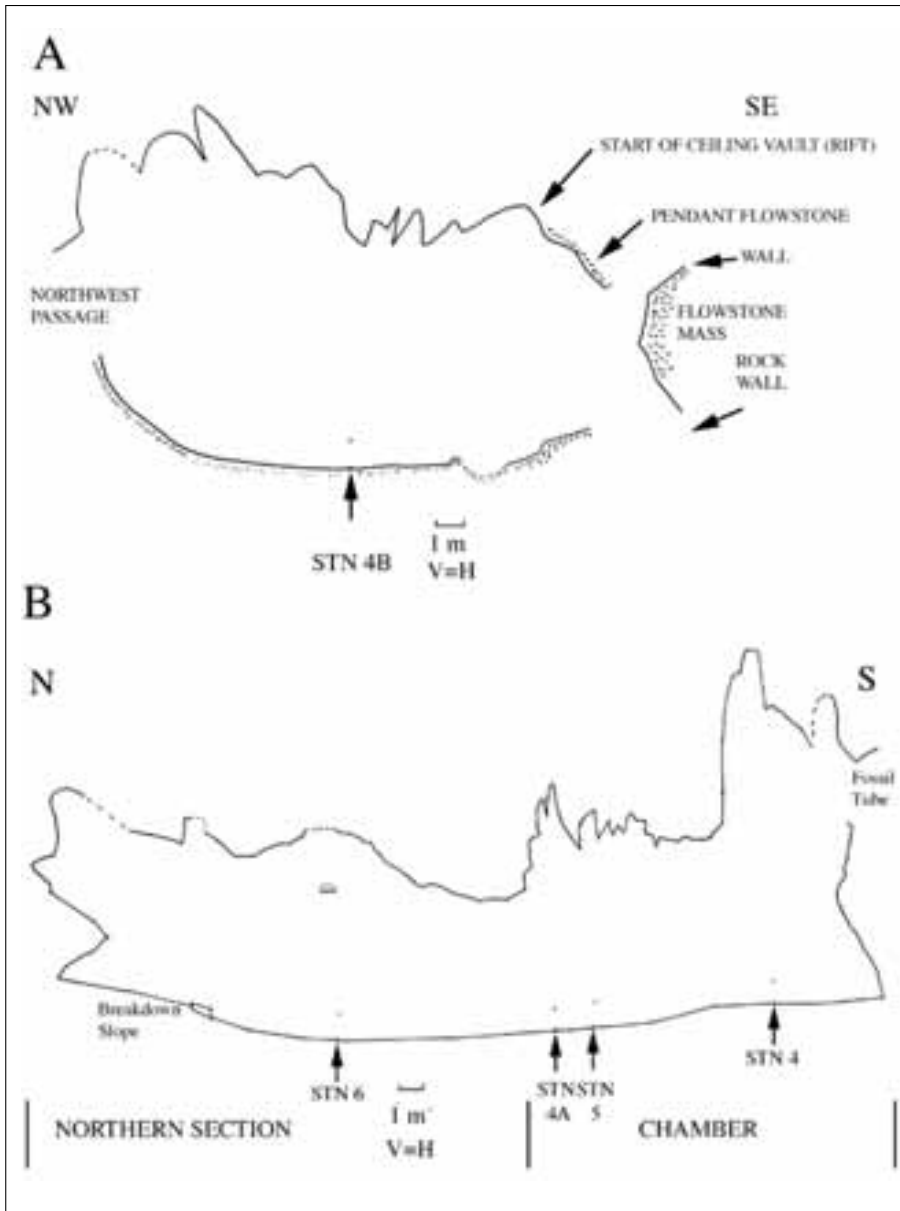 A
NW
SE
START OF CEILING VAULT (RIFT)
PENDANT FLOWSTONE
WALL
NORTHWEST
PASSAGE
FLOWSTONE
MASS
ROCK
WALL
STN 4B
1 m
V=H
B
N
S
Fossil
Tube
Breakdown
Slope
STN 6
STN
4A
STN
5
STN 4
1 m
V=H
NORTHERN SECTION
CHAMBER